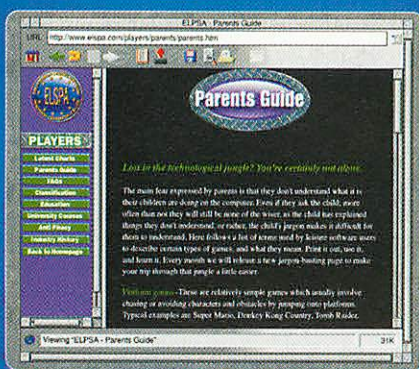 ELPSA - Parents Guide
URL: http://www.elspa.com/players/parents/parents.htm
ELSPA
Parents Guide
PLAYERS
Latest Charts
Parents Guide
FAQs
Classification
Education
University Courses
Anti Piracy
Industry History
Back to Homepage
Lost in the technological jungle? You're certainly not alone.
The main fear expressed by parents is that they don't understand what it is
their children are doing on the computer. Even if they ask the child, more
often than not they will still be none of the wiser, as the child has explained
things they don't understand, or rather, the child's jargon makes it difficult for
them to understand. Here follows a list of terms used by leisure software users
to describe certain types of games, and what they mean. Print it out, use it,
and learn it. Every month we will release a new jargon-busting page to make
your trip through that jungle a little easier.
Platform games - These are relatively simple games which usually involve
chasing or avoiding characters and obstacles by jumping onto platforms.
Typical examples are Super Mario, Donkey Kong Country, Tomb Raider.
Viewing "ELPSA - Parents Guide"
31K